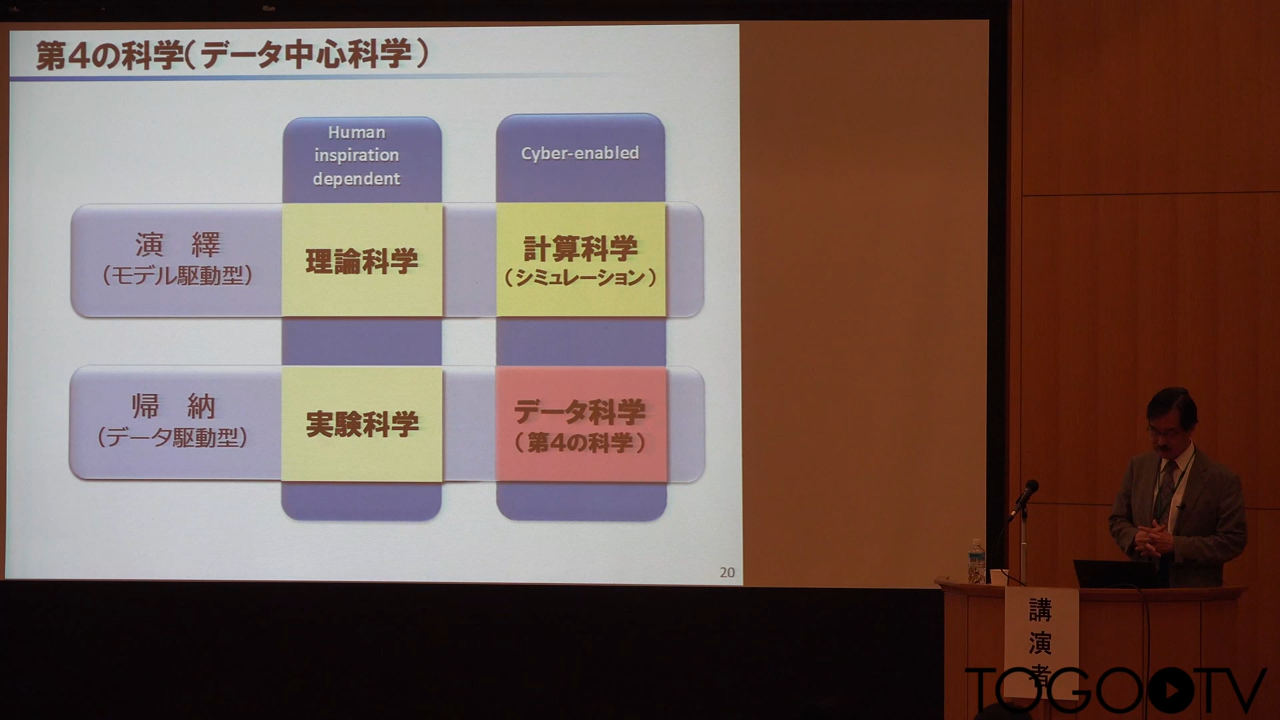 第4の科学(データ中心科学)
Human
inspiration
dependent
Cyber-enabled
演 繹
(モデル駆動型)
理論科学
計算科学
(シミュレーション)
帰 納
(データ駆動型)
実験科学
データ科学
(第4の科学)
20
講演者
TOGOTV